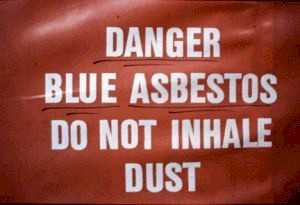 DANGER
BLUE ASBESTOS
DO NOT INHALE
DUST